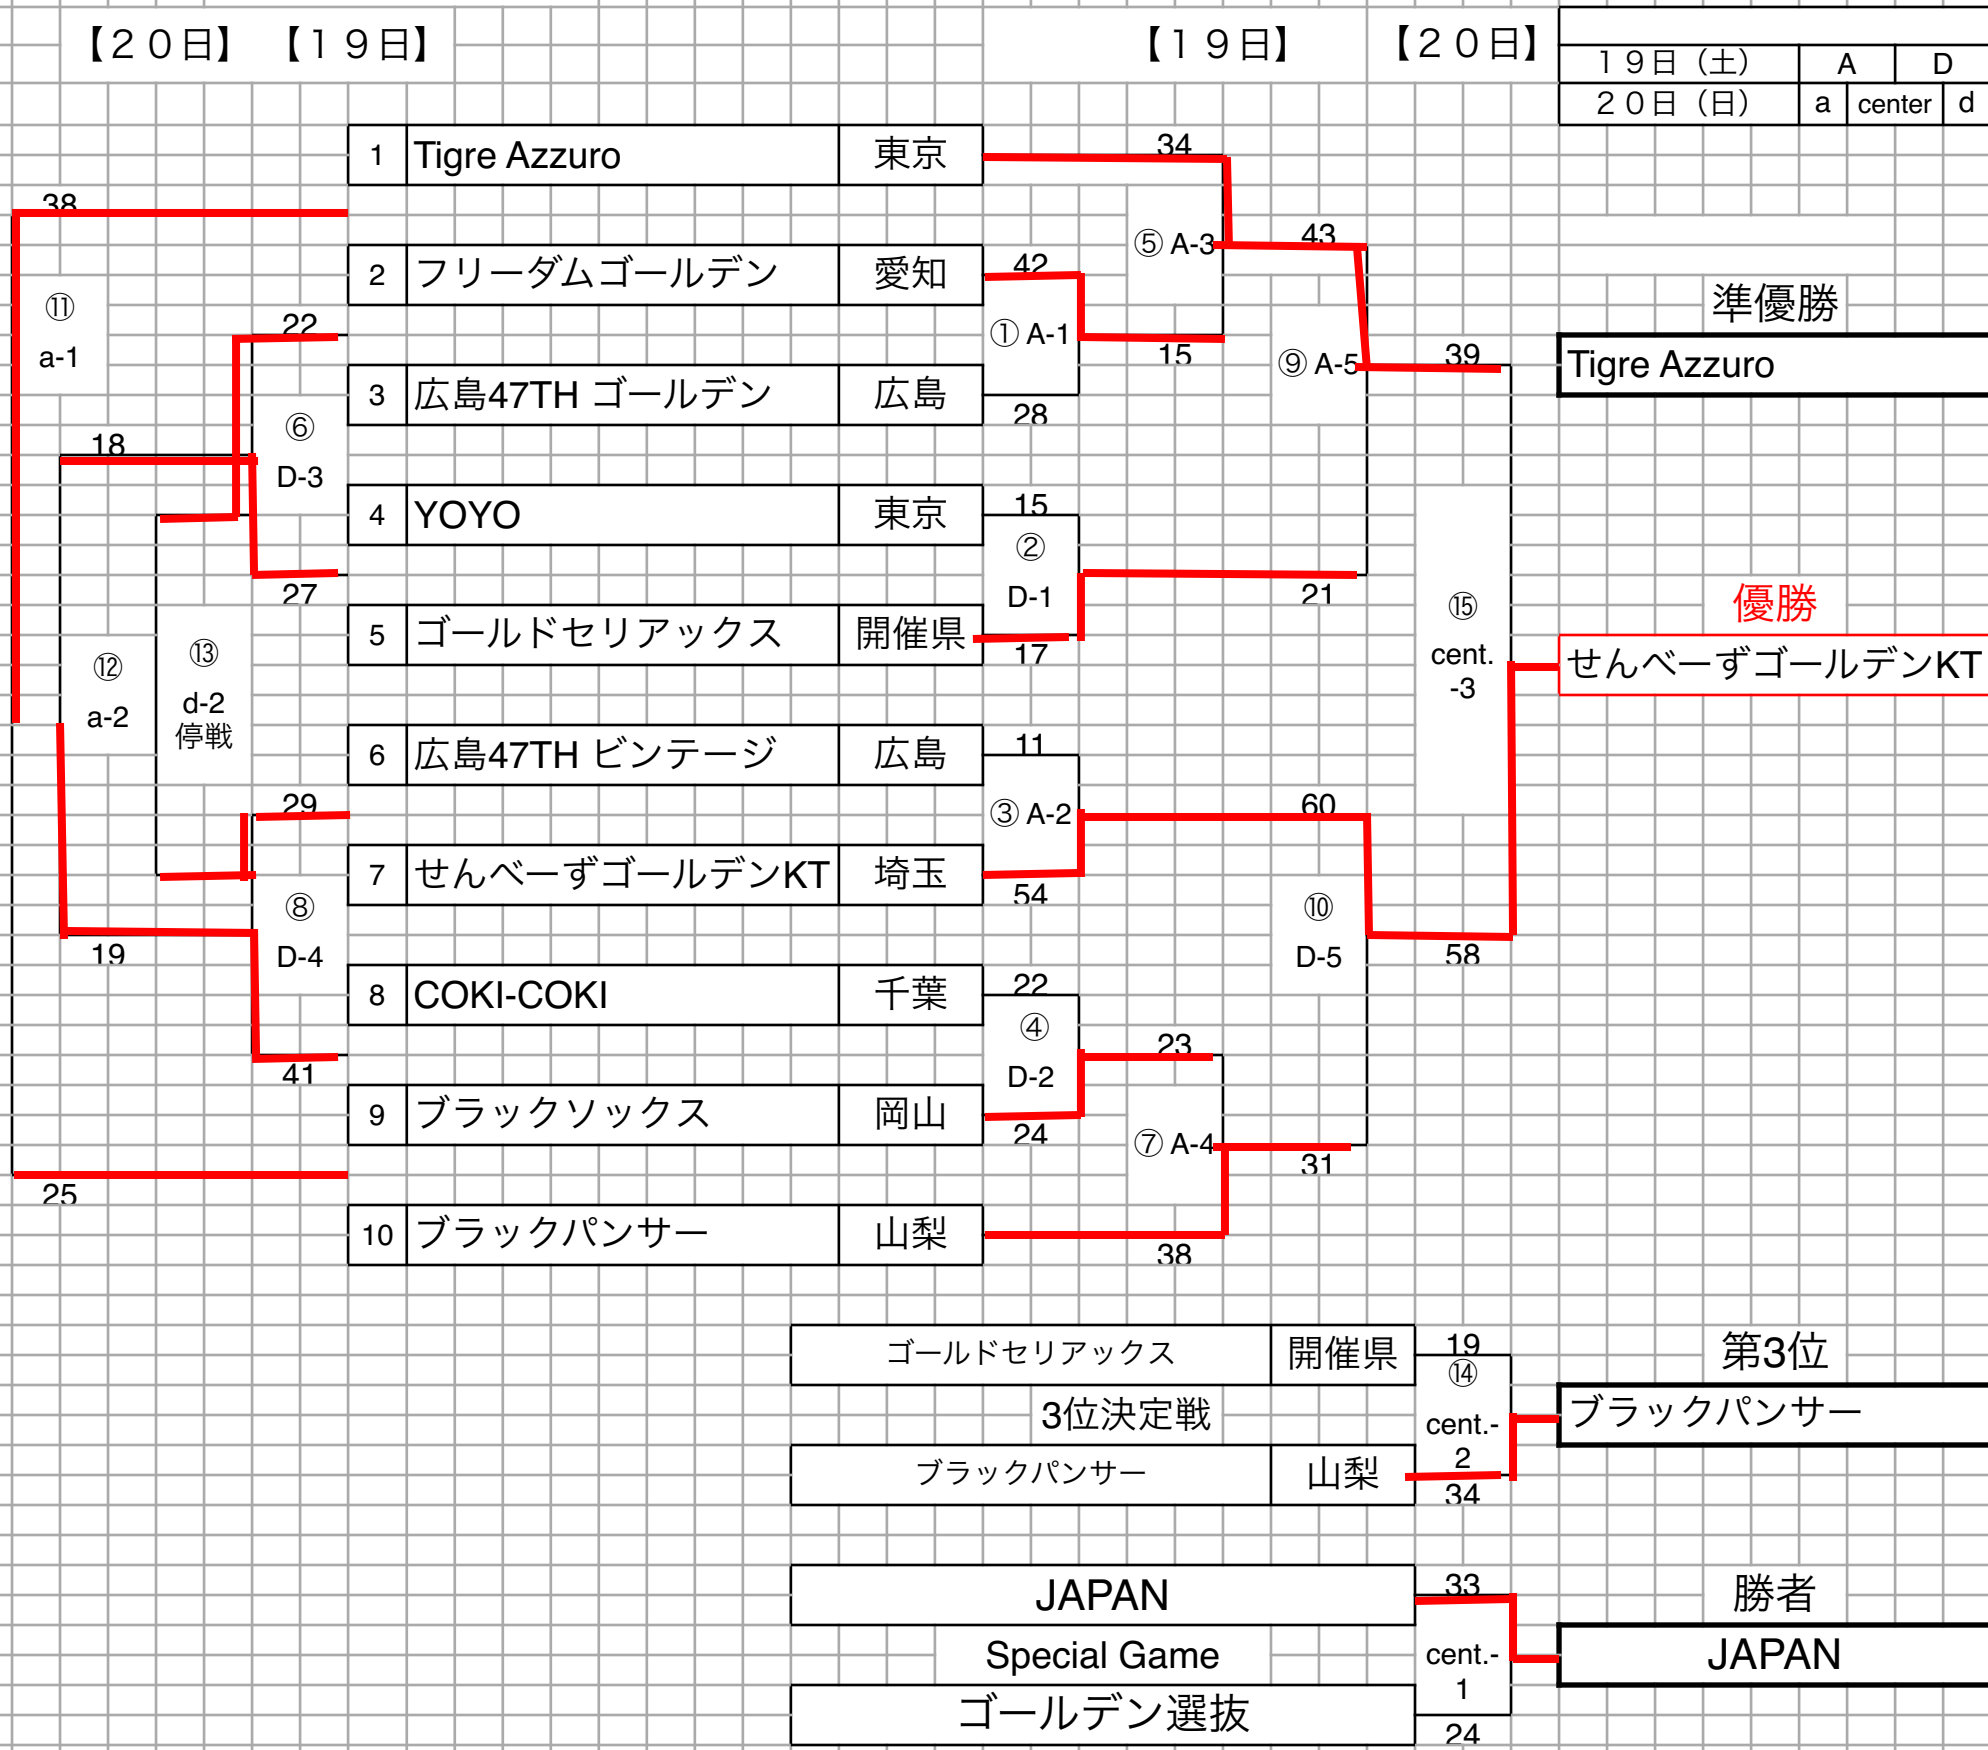 【２０日】 【１９日】 【１９日】 【２０日】
１９日（土） A D
２０日（日） a center d
1 Tigre Azzuro 東京 34
38
⑤ A-3 43
2 フリーダムゴールデン 愛知 42
⑪
a-1
準優勝
22
① A-1
15
⑨ A-5 39
Tigre Azzuro
3 広島47TH ゴールデン 広島
28
⑥
18
D-3
4 YOYO 東京 15
②
D-1
27
21
⑮
優勝
5 ゴールドセリアックス 開催県
17
cent.
-3
せんべーずゴールデンKT
⑫
a-2
⑬
d-2
停戦
6 広島47TH ビンテージ 広島 11
29
③ A-2
60
7 せんべーずゴールデンKT 埼玉
54
⑧
⑩
D-4
D-5
19
58
8 COKI-COKI 千葉 22
④
D-2
23
41
9 ブラックソックス 岡山
24
⑦ A-4
31
25
10 ブラックパンサー 山梨
38
ゴールドセリアックス 開催県 19
⑭
第3位
3位決定戦
cent.-
2
ブラックパンサー
ブラックパンサー 山梨
34
JAPAN 33
勝者
Special Game
cent.-
1
JAPAN
ゴールデン選抜
24